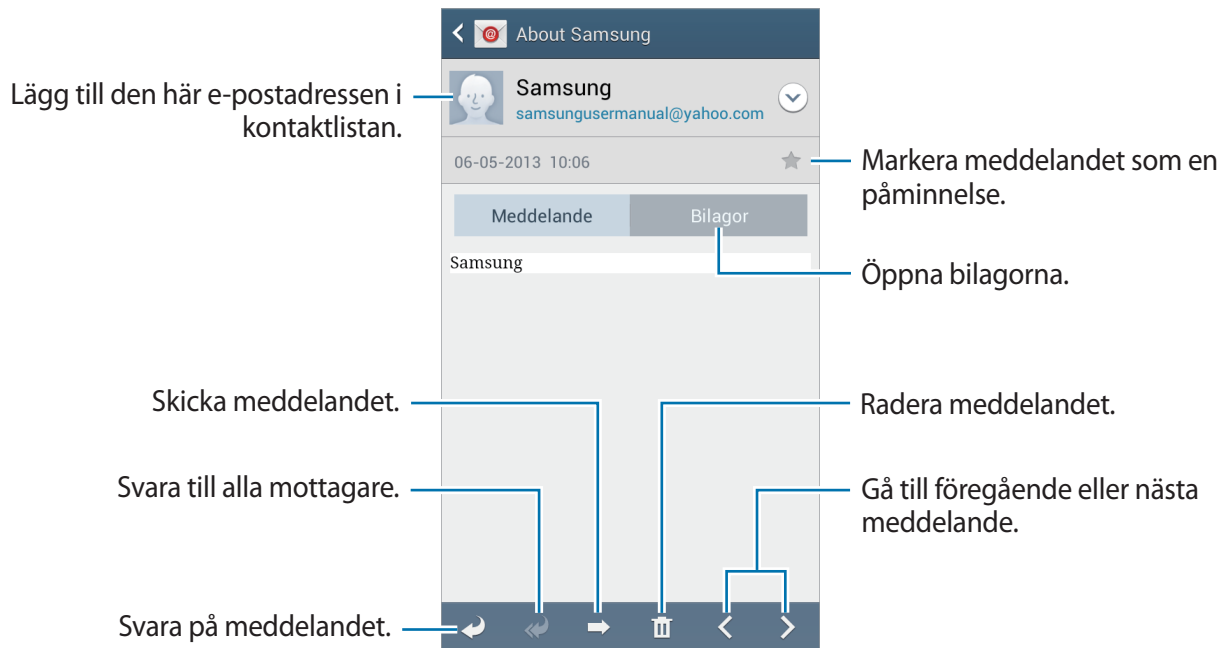 About Samsung
Lägg till den här e-postadressen i
kontaktlistan.
Samsung
samsungusermanual@yahoo.com
06-05-2013 10:06
Markera meddelandet som en
påminnelse.
Meddelande
Bilagor
Samsung
Öppna bilagorna.
Skicka meddelandet.
Radera meddelandet.
Svara till alla mottagare.
Gå till föregående eller nästa
meddelande.
Svara på meddelandet.